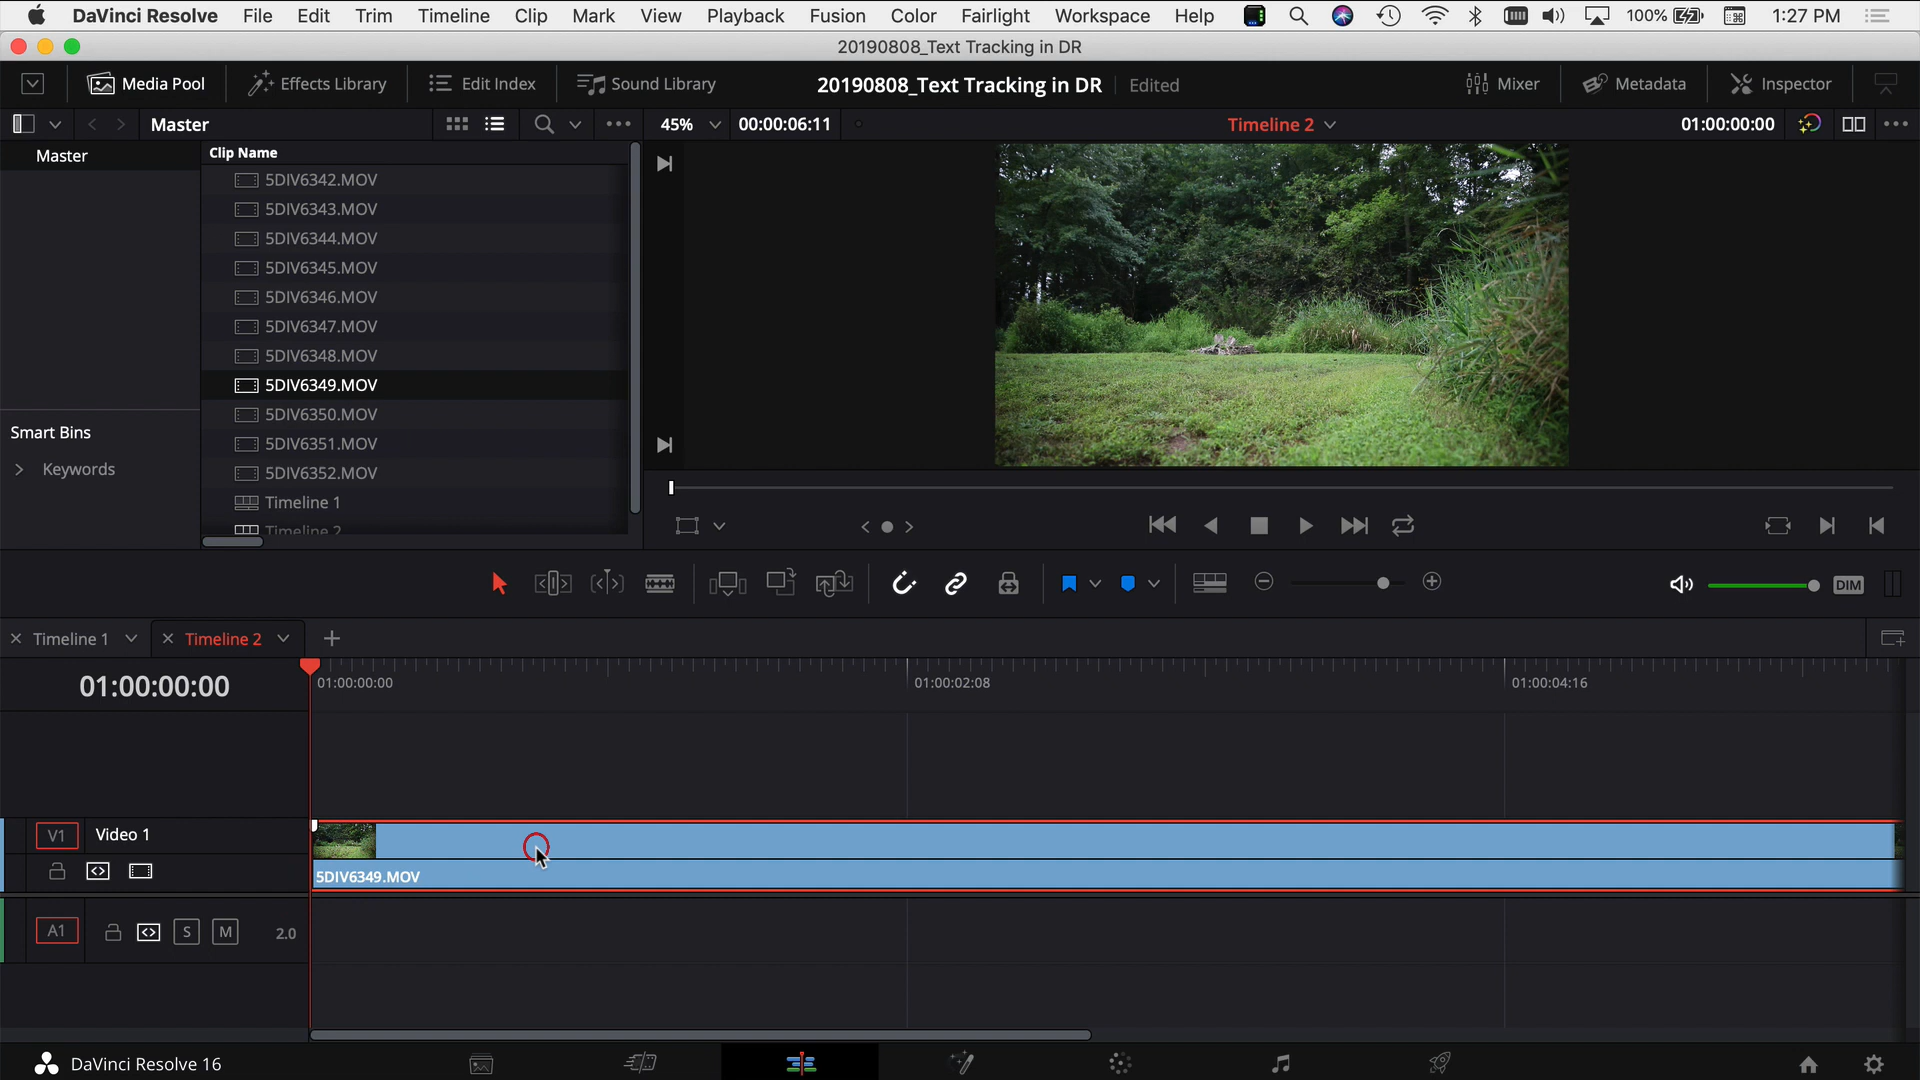 DaVinci Resolve File Edit Trim Timeline Clip Mark View Playback Fusion Color Fairlight Workspace Help 100% 1:27 PM
20190808_Text Tracking in DR
Media Pool Effects Library Edit Index Sound Library 20190808_Text Tracking in DR Edited Mixer Metadata Inspector
Master 45% 00:00:06:11 Timeline 2 01:00:00:00
Master Clip Name
5DIV6342.MOV
5DIV6343.MOV
5DIV6344.MOV
5DIV6345.MOV
5DIV6346.MOV
5DIV6347.MOV
5DIV6348.MOV
5DIV6349.MOV
5DIV6350.MOV
Smart Bins
5DIV6351.MOV
Keywords
5DIV6352.MOV
Timeline 1
Timeline 2
DIM
Timeline 1 Timeline 2
01:00:00:00 01:00:00:00 01:00:02:08 01:00:04:16
V1 Video 1
5DIV6349.MOV
A1 S M 2.0
DaVinci Resolve 16